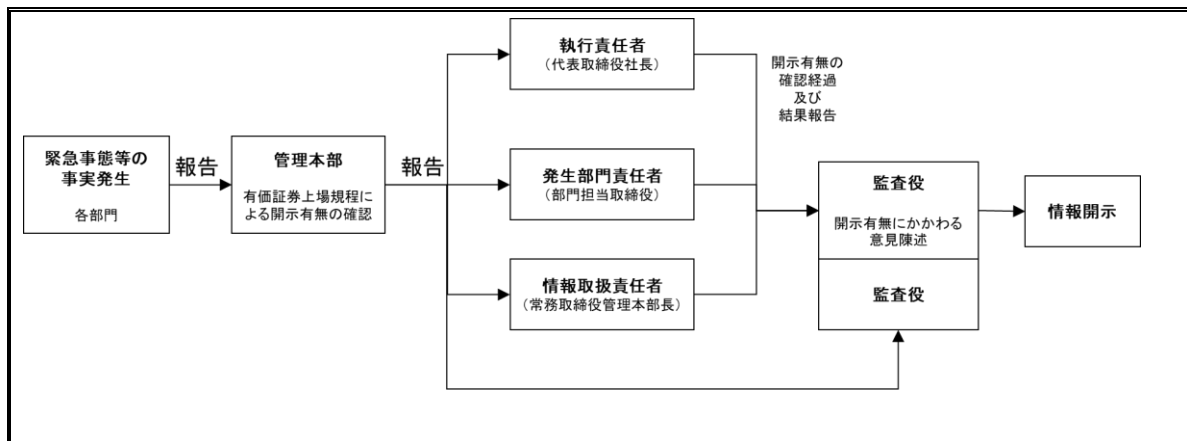 緊急事態等の
事実発生
各部門
報告
管理本部
有価証券上場規程に
よる開示有無の確認
報告
執行責任者
（代表取締役社長）
発生部門責任者
（部門担当取締役）
情報取扱責任者
（常務取締役管理本部長）
開示有無の
確認経過
及び
結果報告
監査役
開示有無にかかわる
意見陳述
監査役
情報開示